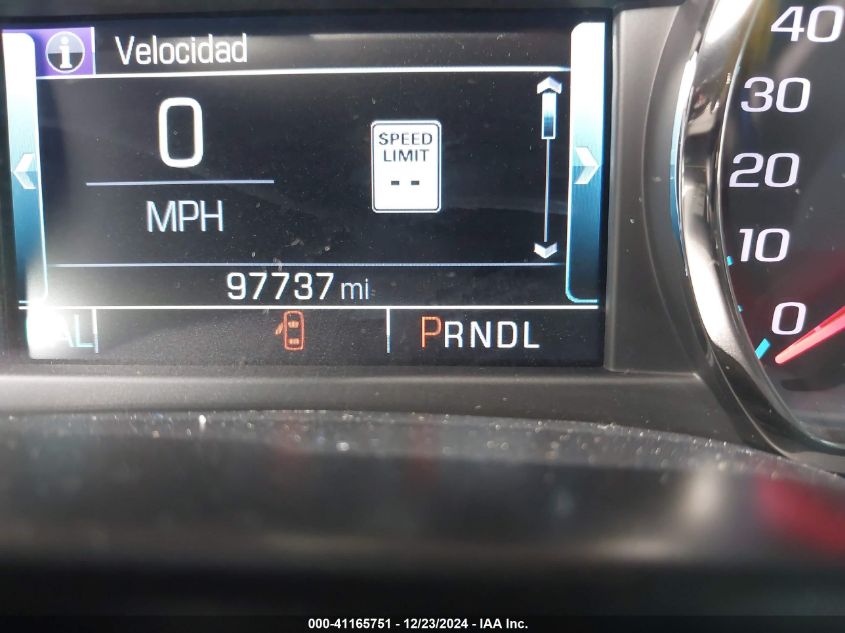 Velocidad
0
MPH
SPEED
LIMIT
--
97737 mi
PRNDL
40
30
20
10
0
000-41165751 - 12/23/2024 - IAA Inc.